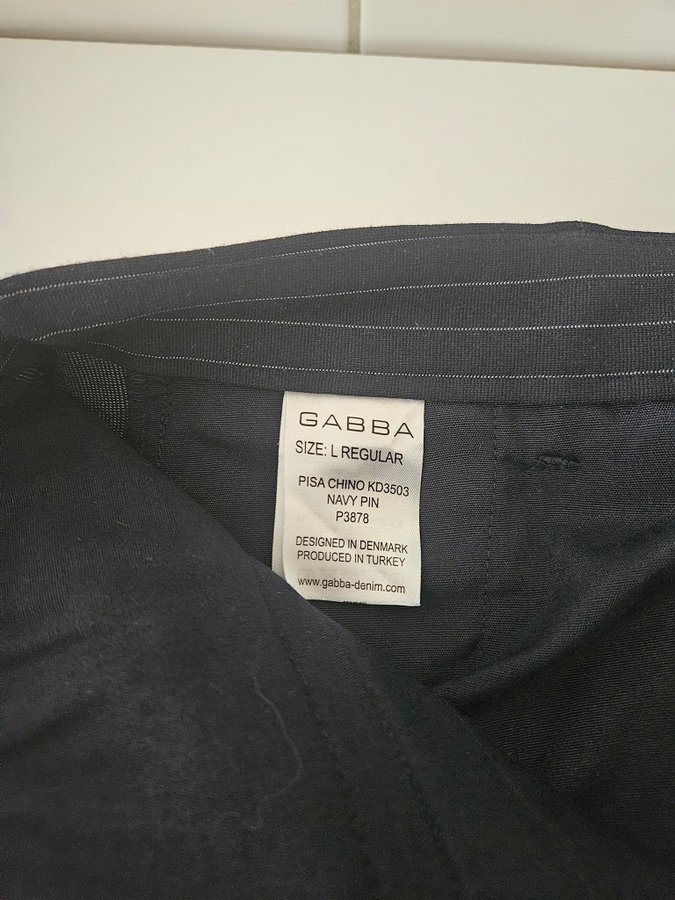 GABBA
SIZE: L REGULAR
PISA CHINO KD3503
NAVY PIN
P3878
DESIGNED IN DENMARK
PRODUCED IN TURKEY
www.gabba-denim.com